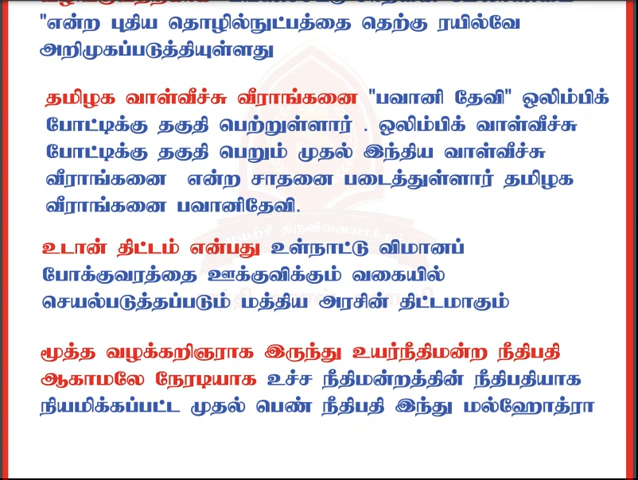 "என்ற புதிய தொழில்நுட்பத்தை தெற்கு ரயில்வே
அறிமுகப்படுத்தியுள்ளது
தமிழக வாள்வீச்சு வீராங்கனை "பவானி தேவி" ஒலிம்பிக்
போட்டிக்கு தகுதி பெற்றுள்ளார் . ஒலிம்பிக் வாள்வீச்சு
போட்டிக்கு தகுதி பெறும் முதல் இந்திய வாள்வீச்சு
வீராங்கனை என்ற சாதனை படைத்துள்ளார் தமிழக
வீராங்கனை பவானிதேவி.
உடான் திட்டம் என்பது உள்நாட்டு விமானப்
போக்குவரத்தை ஊக்குவிக்கும் வகையில்
செயல்படுத்தப்படும் மத்திய அரசின் திட்டமாகும்
மூத்த வழக்கறிஞராக இருந்து உயர்நீதிமன்ற நீதிபதி
ஆகாமலே நேரடியாக உச்ச நீதிமன்றத்தின் நீதிபதியாக
நியமிக்கப்பட்ட முதல் பெண் நீதிபதி இந்து மல்ஹோத்ரா